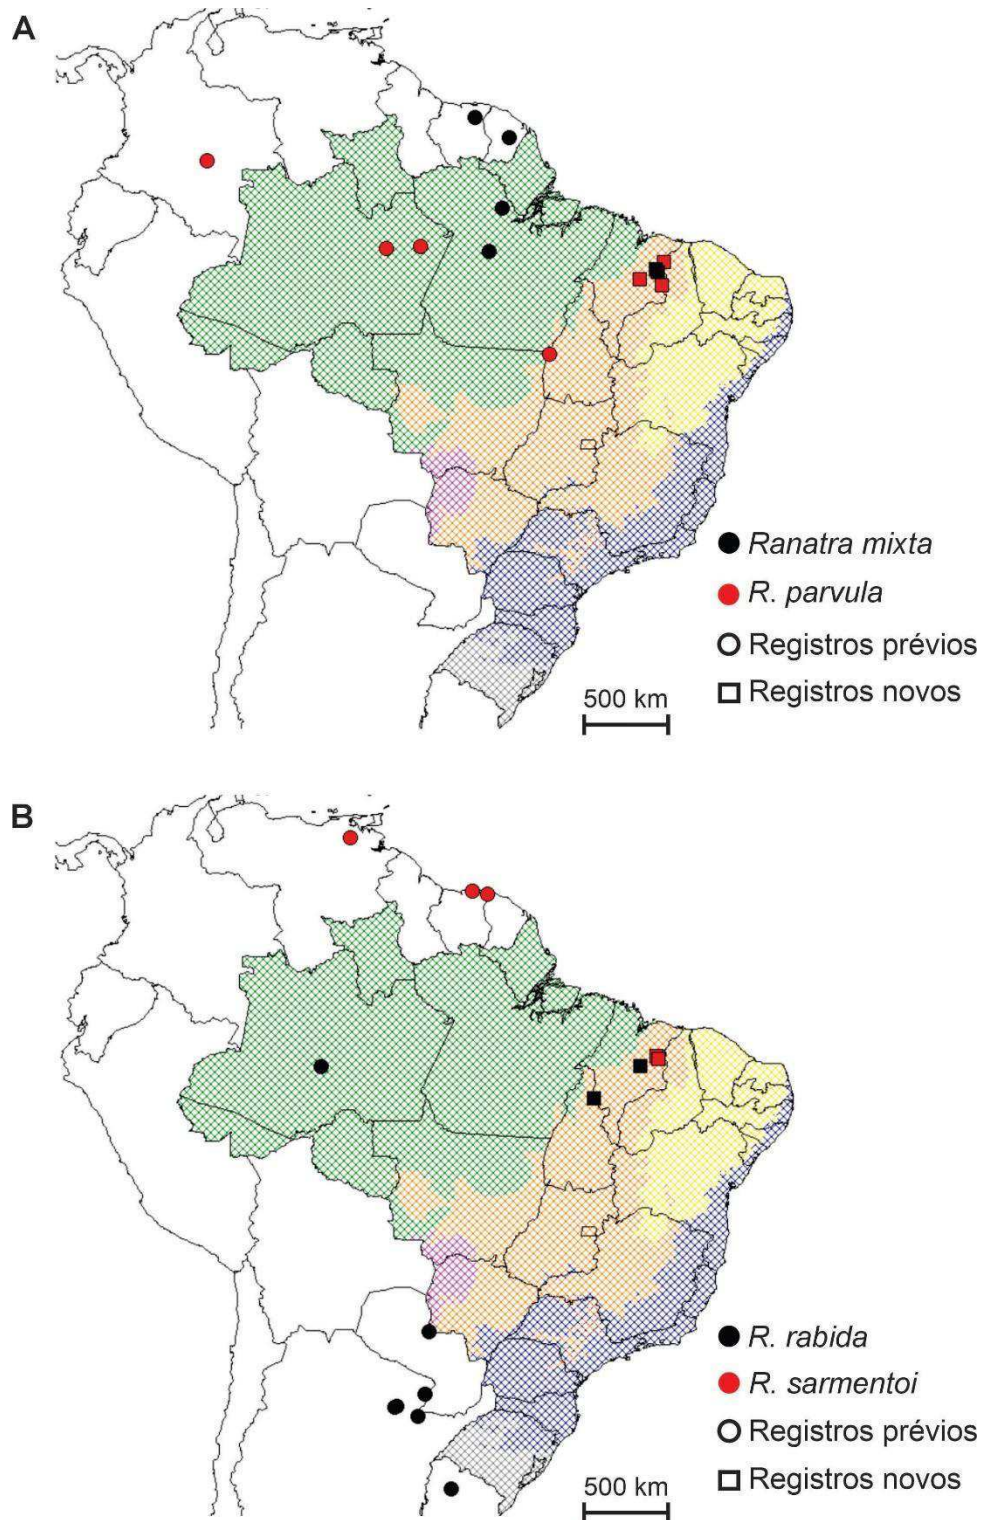 A
Ranatra mixta
R. parvula
Registros prévios
Registros novos
500 km
B
R. rabida
R. sarmentoi
Registros prévios
Registros novos
500 km